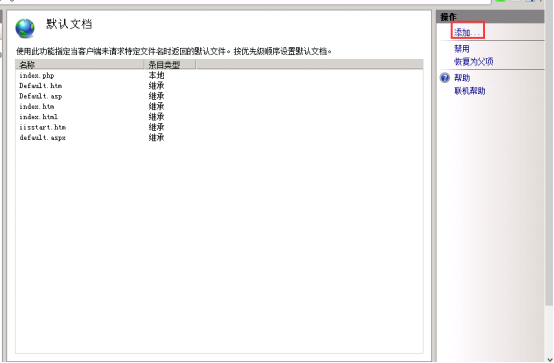 默认文档
使用此功能指定当客户端未请求特定文件名时返回的默认文件。按优先级顺序设置默认文档。
名称 条目类型
index.php 本地
Default.htm 继承
Default.asp 继承
index.htm 继承
index.html 继承
iisstart.htm 继承
default.aspx 继承
操作
添加...
禁用
恢复为父项
帮助
联机帮助